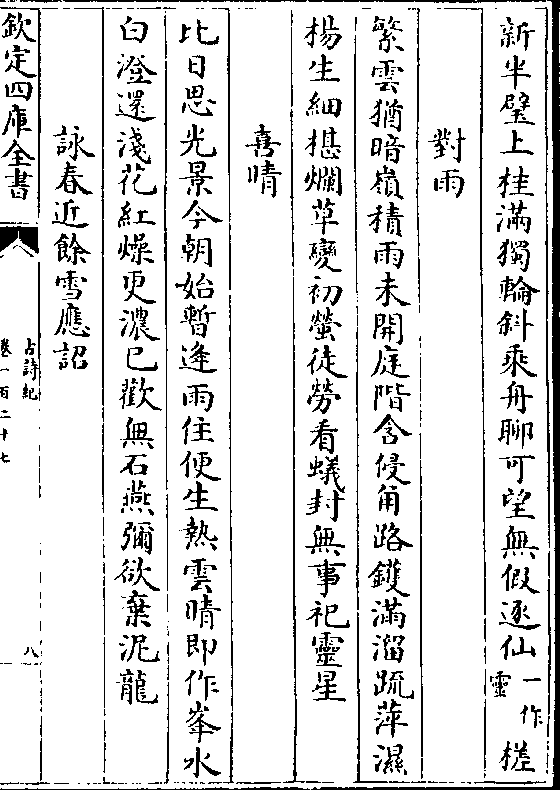 新半璧上桂滿獨輪斜乘舟聊可望無假逐仙一作靈槎
對雨
繁雲猶暗嶺積雨未開庭階含侵角路鑊滿溜疏萍濕
楊生細椹爛草變初螢徒勞看蟻封無事祀靈星
喜晴
比日思光景今朝始暫逢雨住便生熱雲晴即作峯水
白澄還淺花紅燥更濃已歡無石燕彌欲棄泥龍
詠春近餘雪應詔
欽定四庫全書
古詩紀
卷一百二十七
八